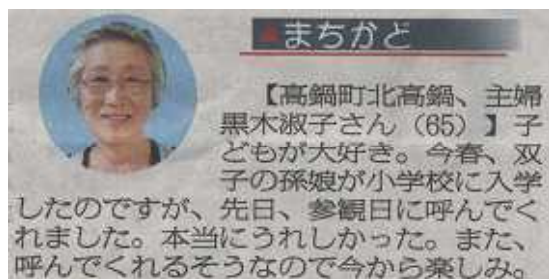 まちかど
【高鍋町北高鍋、主婦
黒木淑子さん（65）】子
どもが大好き。今春、双
子の孫娘が小学校に入学
したのですが、先日、参観日に呼んでく
れました。本当にうれしかった。また、
呼んでくれるそうなので今から楽しみ。